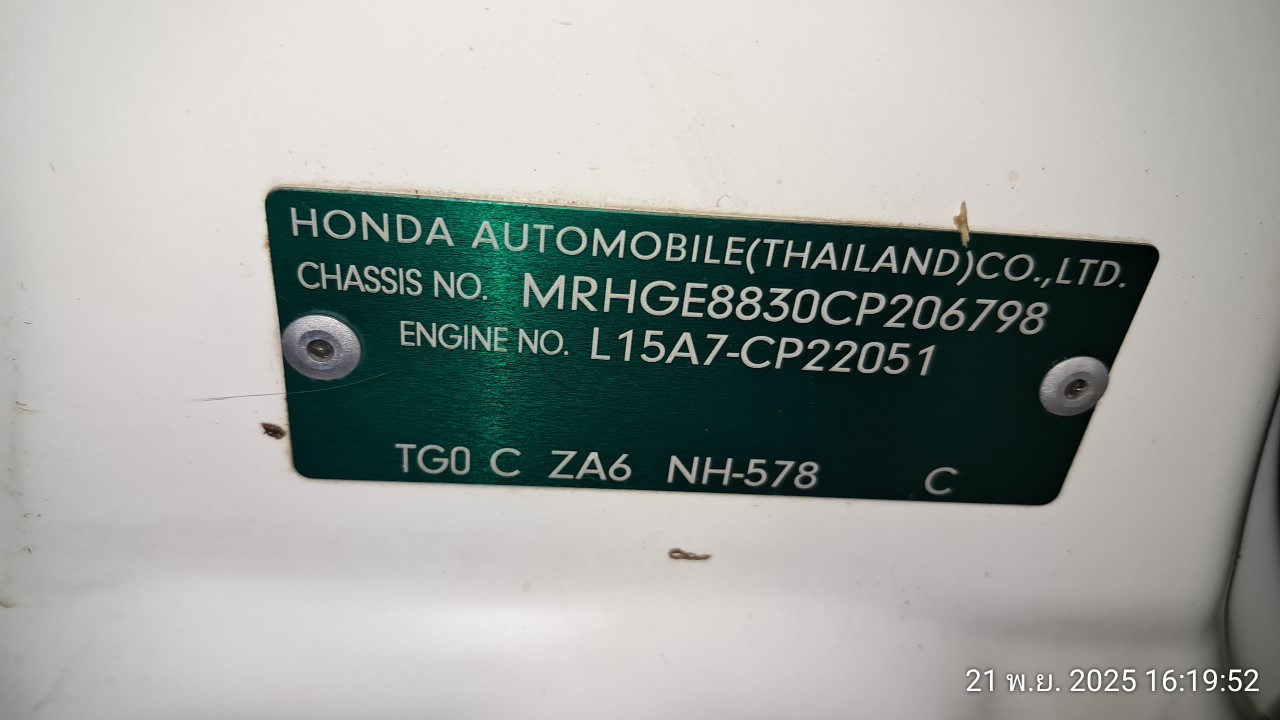 HONDA AUTOMOBILE(THAILAND)CO.,LTD.
CHASSIS NO. MRHGE8830CP206798
ENGINE NO. L15A7-CP22051
TG0 C ZA6 NH-578 C
21 พ.ย. 2025 16:19:52